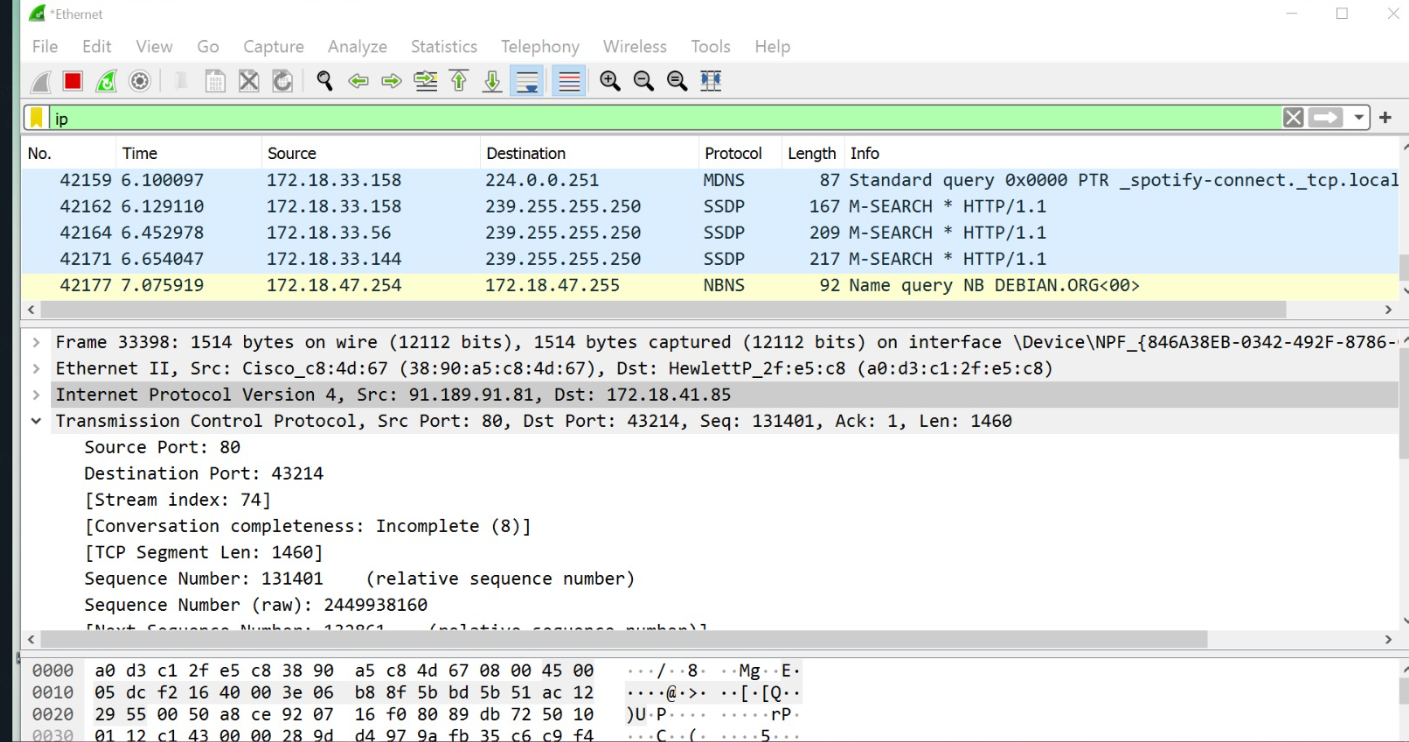 *Ethernet
File Edit View Go Capture Analyze Statistics Telephony Wireless Tools Help
ip
No. Time Source Destination Protocol Length Info
42159 6.100097 172.18.33.158 224.0.0.251 MDNS 87 Standard query 0x0000 PTR _spotify-connect._tcp.local
42162 6.129110 172.18.33.158 239.255.255.250 SSDP 167 M-SEARCH * HTTP/1.1
42164 6.452978 172.18.33.56 239.255.255.250 SSDP 209 M-SEARCH * HTTP/1.1
42171 6.654047 172.18.33.144 239.255.255.250 SSDP 217 M-SEARCH * HTTP/1.1
42177 7.075919 172.18.47.254 172.18.47.255 NBNS 92 Name query NB DEBIAN.ORG<00>
Frame 33398: 1514 bytes on wire (12112 bits), 1514 bytes captured (12112 bits) on interface \Device\NPF_{846A38EB-0342-492F-8786-
Ethernet II, Src: Cisco_c8:4d:67 (38:90:a5:c8:4d:67), Dst: HewlettP_2f:e5:c8 (a0:d3:c1:2f:e5:c8)
Internet Protocol Version 4, Src: 91.189.91.81, Dst: 172.18.41.85
Transmission Control Protocol, Src Port: 80, Dst Port: 43214, Seq: 131401, Ack: 1, Len: 1460
Source Port: 80
Destination Port: 43214
[Stream index: 74]
[Conversation completeness: Incomplete (8)]
[TCP Segment Len: 1460]
Sequence Number: 131401 (relative sequence number)
Sequence Number (raw): 2449938160
[Next Sequence Number: 132861 (relative sequence number)]
0000 a0 d3 c1 2f e5 c8 38 90 a5 c8 4d 67 08 00 45 00 ···/··8· ··Mg··E·
0010 05 dc f2 16 40 00 3e 06 b8 8f 5b bd 5b 51 ac 12 ····@·>· ··[·[Q··
0020 29 55 00 50 a8 ce 92 07 16 f0 80 89 db 72 50 10 )U·P···· ·····rP·
0030 01 12 c1 43 00 00 28 9d d4 97 9a fb 35 c6 c9 f4 ···C··(· ····5···